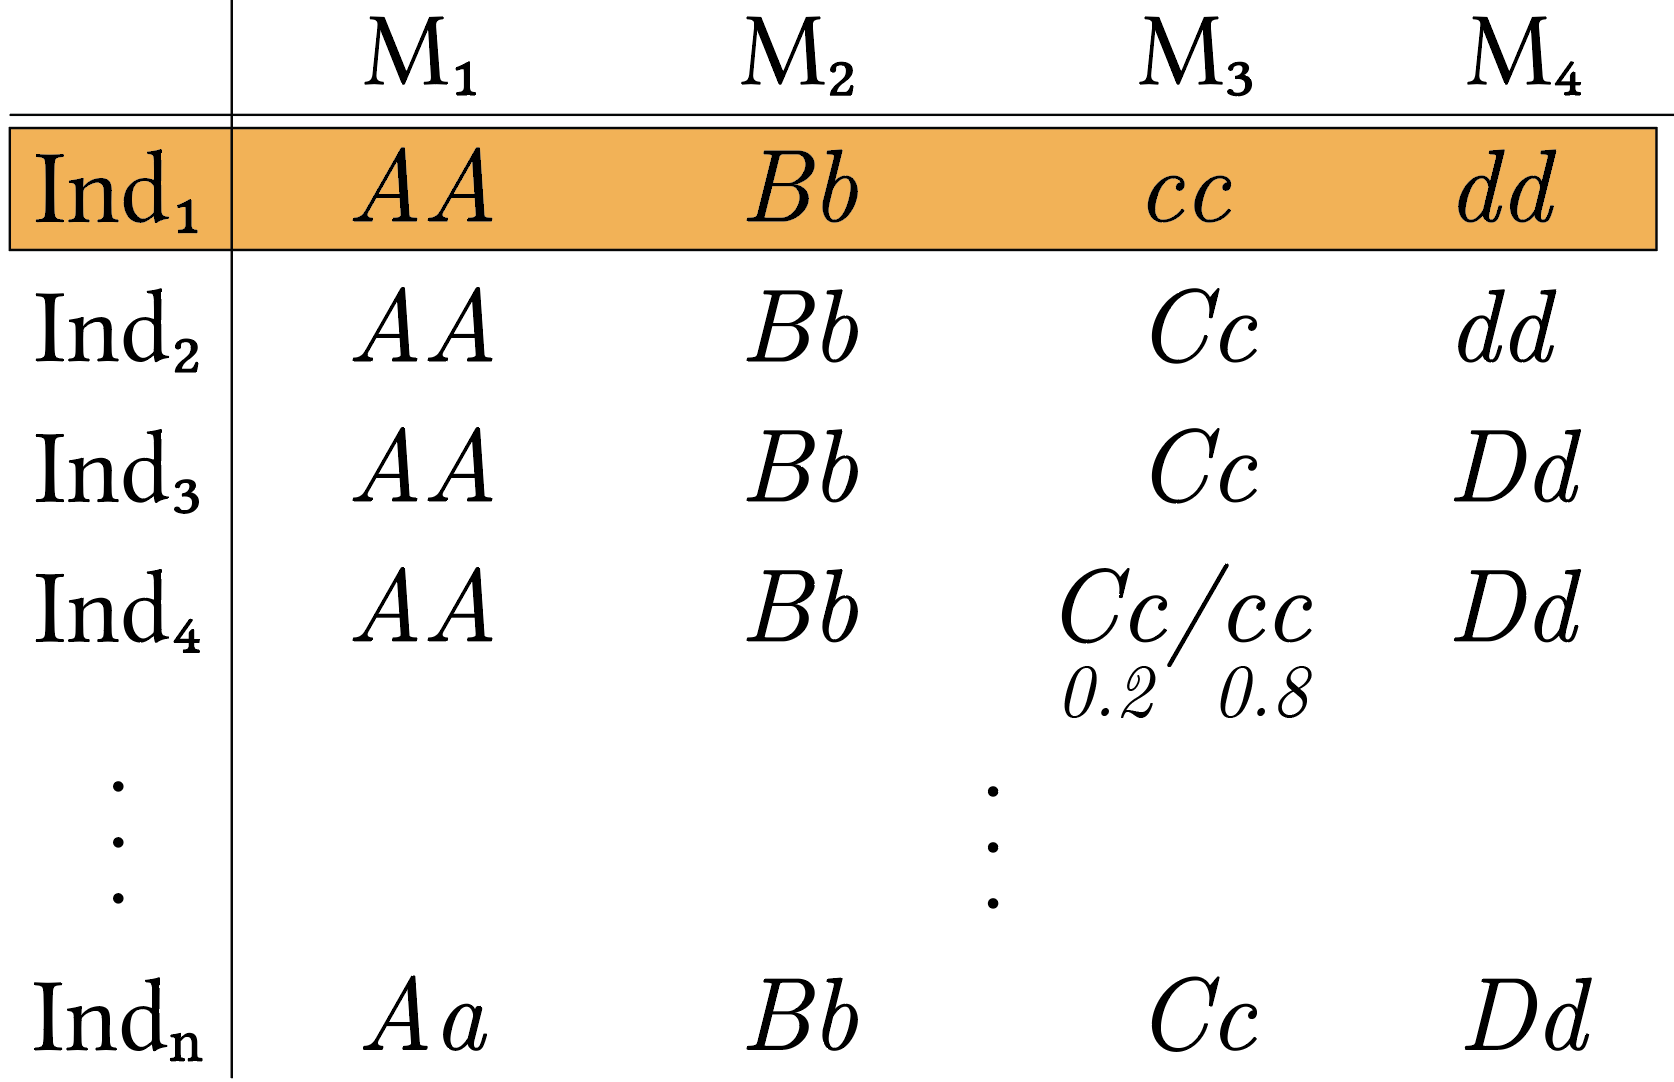 M₁ M₂ M₃ M₄
Ind₁ AA Bb cc dd
Ind₂ AA Bb Cc dd
Ind₃ AA Bb Cc Dd
Ind₄ AA Bb Cc/cc Dd
0.2 0.8
. .
. .
. .
Indₙ Aa Bb Cc Dd